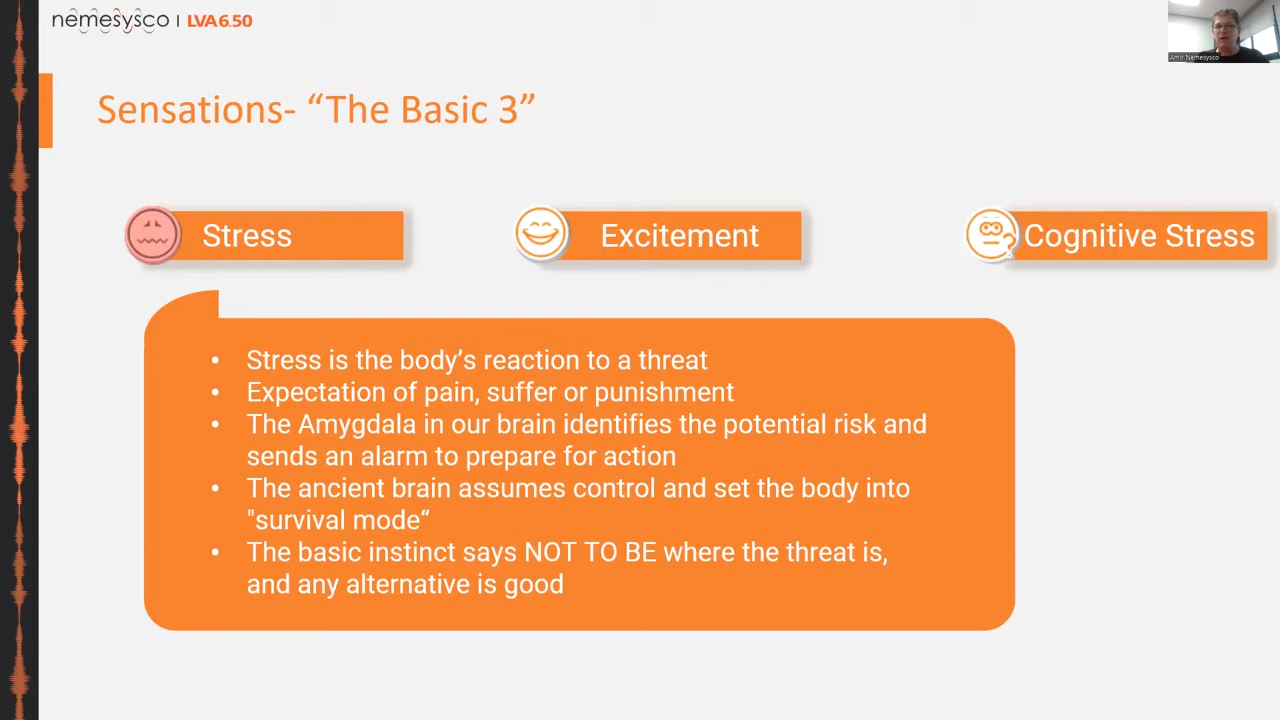 nemesysco | LVA6.50
Amir Nemesysco
Sensations- “The Basic 3”
Stress
Excitement
Cognitive Stress
• Stress is the body’s reaction to a threat
• Expectation of pain, suffer or punishment
• The Amygdala in our brain identifies the potential risk and
sends an alarm to prepare for action
• The ancient brain assumes control and set the body into
"survival mode“
• The basic instinct says NOT TO BE where the threat is,
and any alternative is good